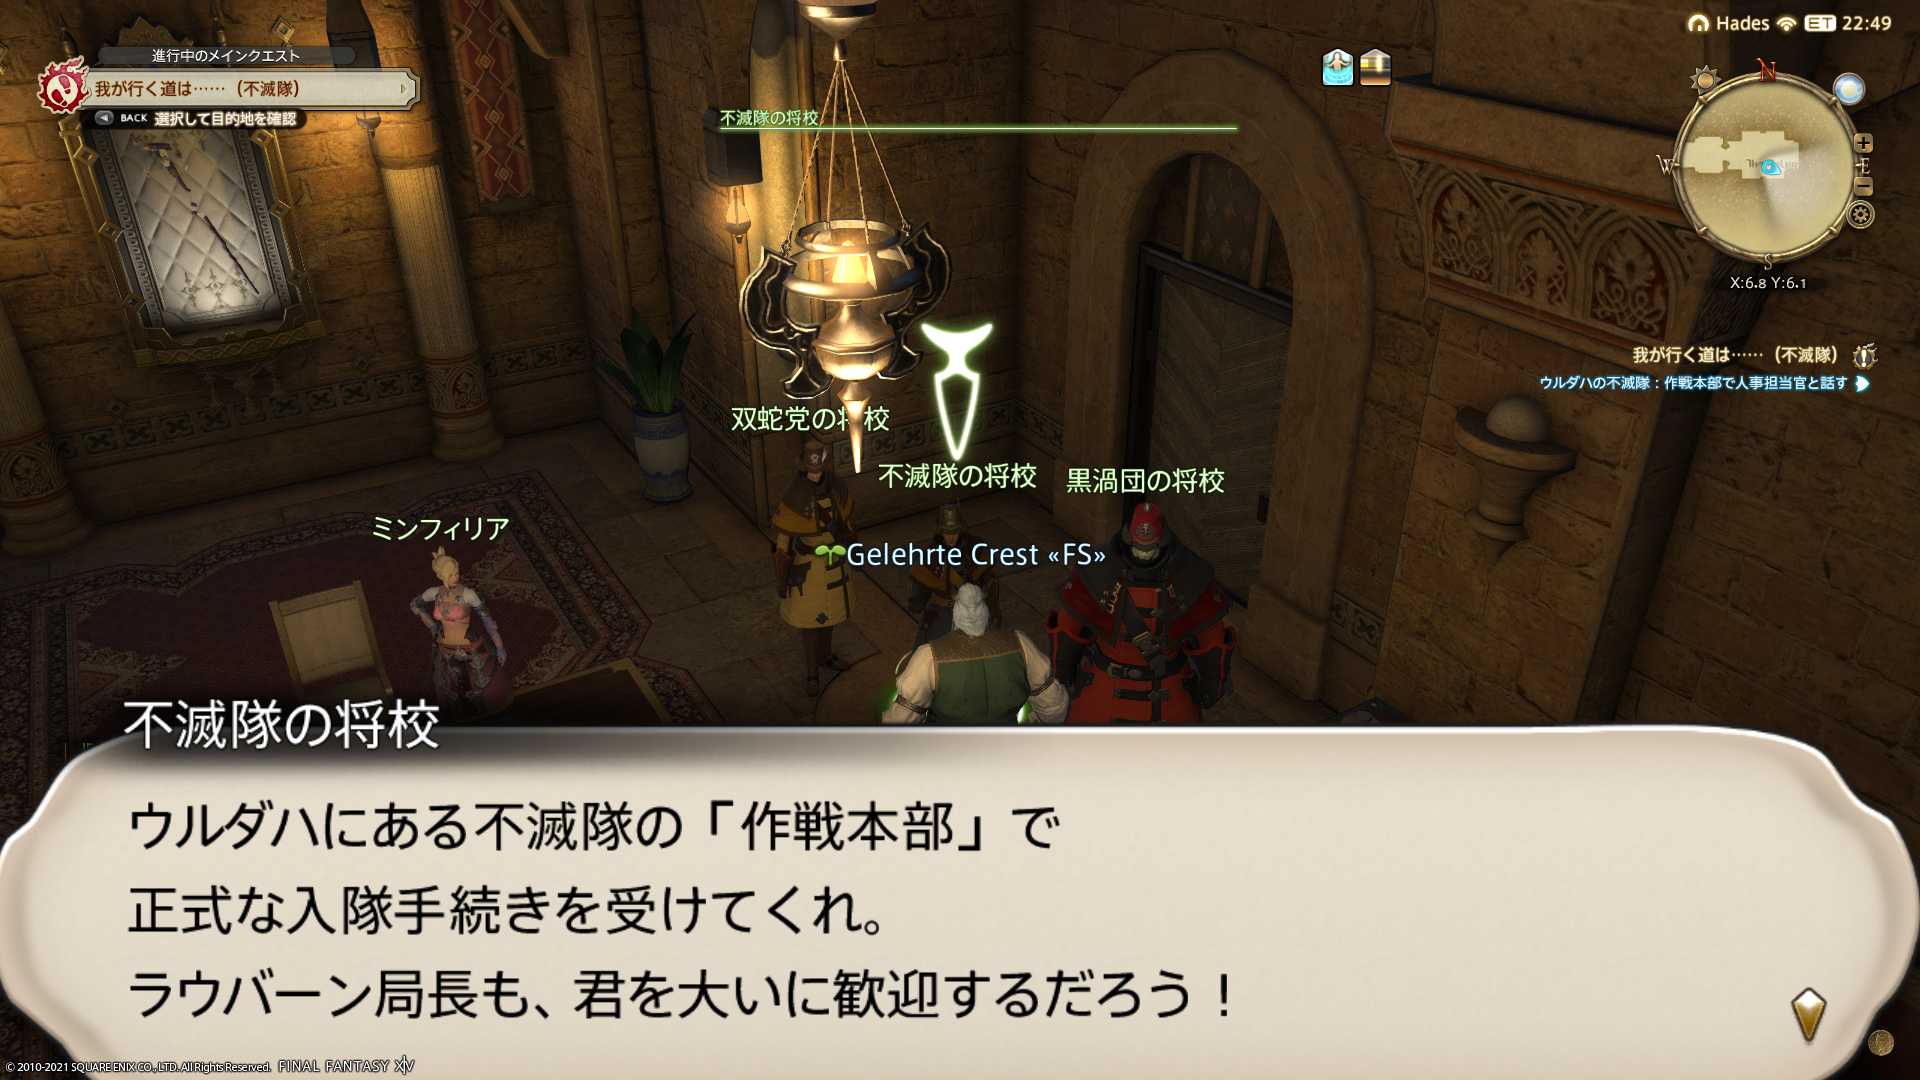 進行中のメインクエスト
我が行く道は……（不滅隊）
BACK 選択して目的地を確認
不滅隊の将校
Hades ET 22:49
N
W
E
S
X:6.8 Y:6.1
我が行く道は……（不滅隊）
ウルダハの不滅隊：作戦本部で人事担当官と話す
双蛇党の将校
不滅隊の将校
黒渦団の将校
ミンフィリア
Gelehrte Crest «FS»
不滅隊の将校
ウルダハにある不滅隊の「作戦本部」で
正式な入隊手続きを受けてくれ。
ラウバーン局長も、君を大いに歓迎するだろう！
© 2010-2021 SQUARE ENIX CO., LTD. All Rights Reserved. FINAL FANTASY XIV